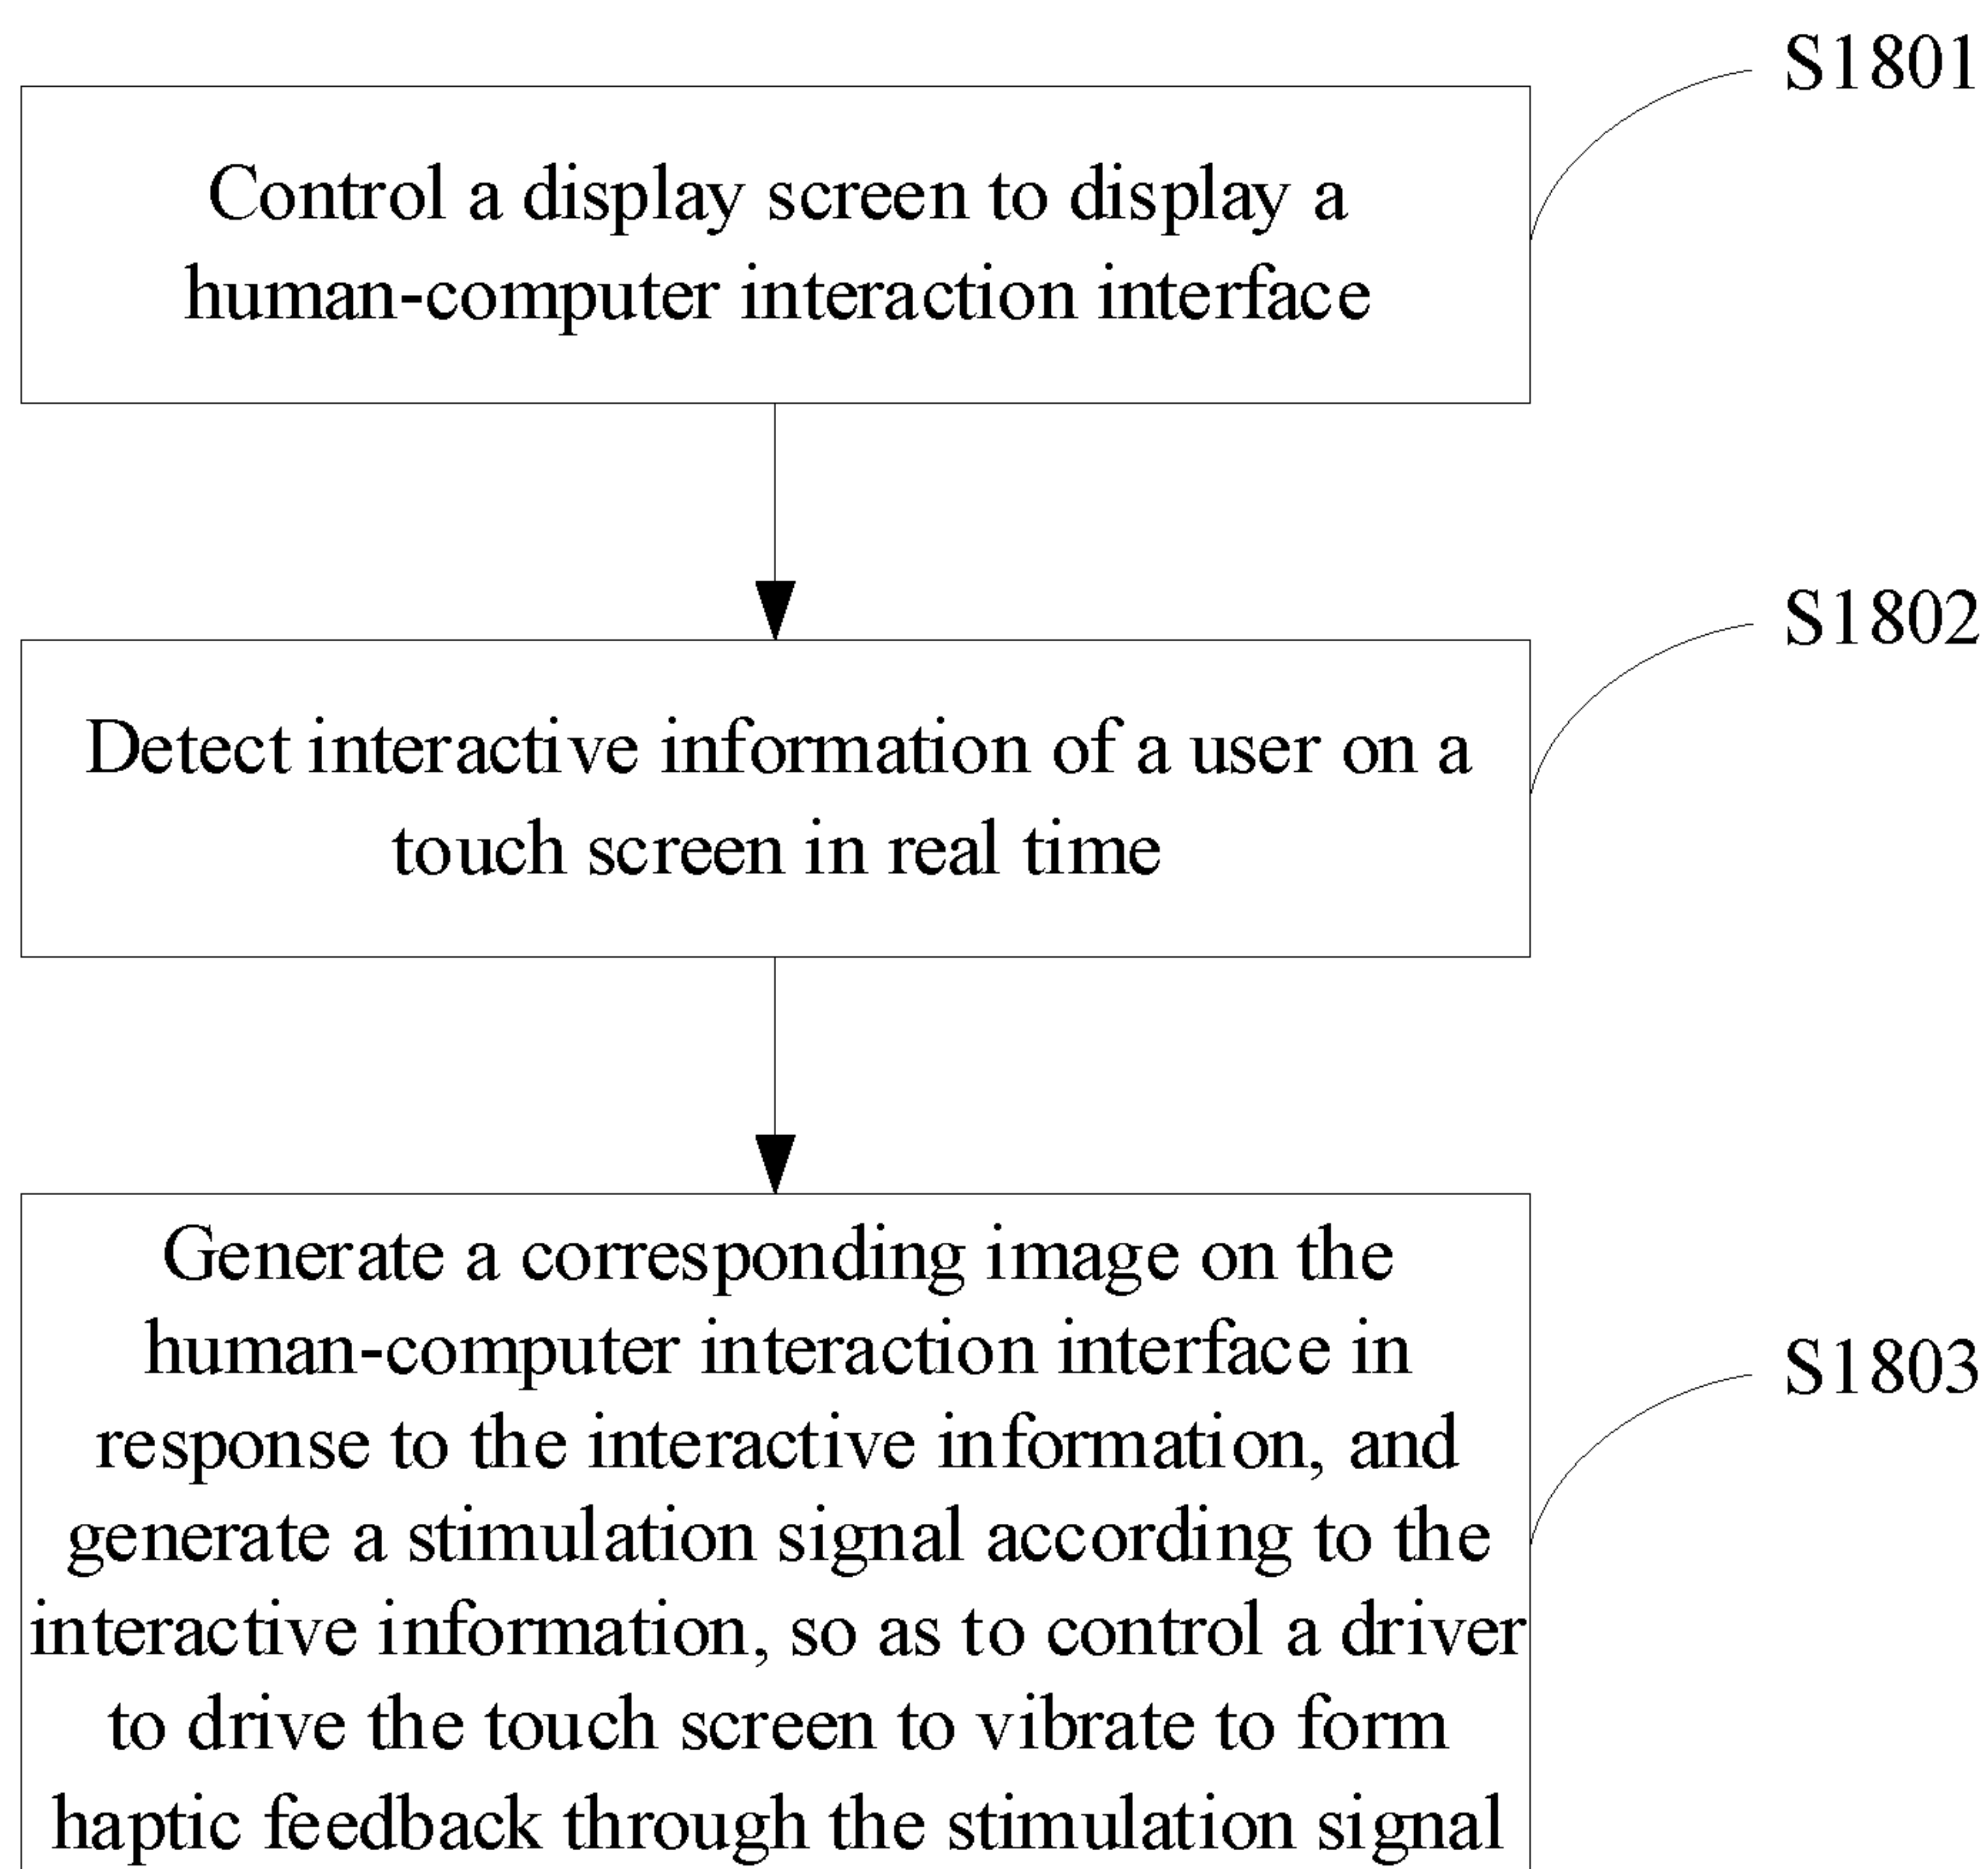 S1801
Control a display screen to display a
human-computer interaction interface
S1802
Detect interactive information of a user on a
touch screen in real time
Generate a corresponding image on the
human-computer interaction interface in
S1803
response to the interactive information, and
generate a stimulation signal according to the
interactive information, so as to control a driver
to drive the touch screen to vibrate to form
haptic feedback through the stimulation signal